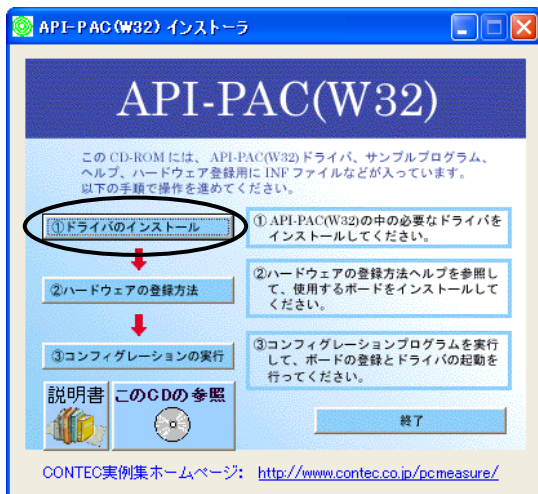 API-PAC(W32) インストーラ
API-PAC(W32)
この CD-ROM には、 API-PAC(W32) ドライバ、サンプルプログラム、
ヘルプ、ハードウェア登録用に INF ファイルなどが入っています。
以下の手順で操作を進めてください。
①ドライバのインストール
① API-PAC(W32)の中の必要なドライバを
インストールしてください。
②ハードウェアの登録方法
②ハードウェアの登録方法ヘルプを参照し
て、使用するボードをインストールして
ください。
③コンフィグレーションの実行
③コンフィグレーションプログラムを実行
して、ボードの登録とドライバの起動を
行ってください。
説明書
このCDの参照
終了
CONTEC実例集ホームページ: http://www.contec.co.jp/pcmeasure/